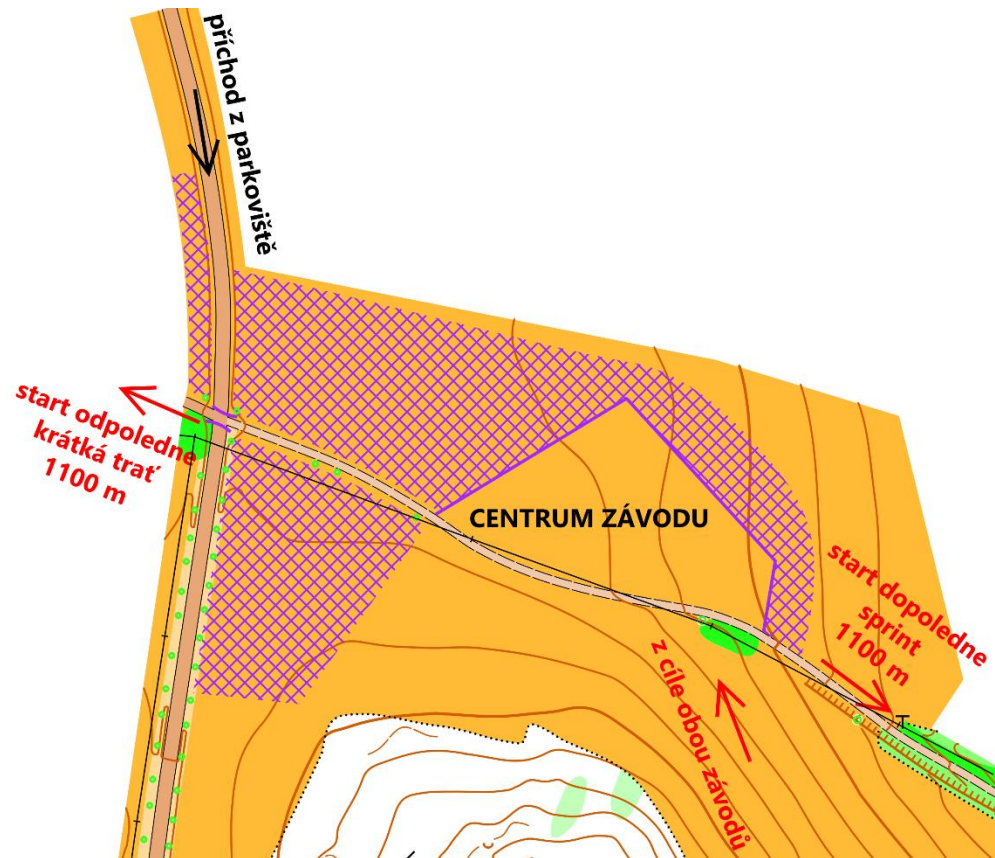 příchod z parkoviště
start odpoledne
krátká trať
1100 m
CENTRUM ZÁVODU
start dopoledne
sprint
1100 m
z cíle obou závodů